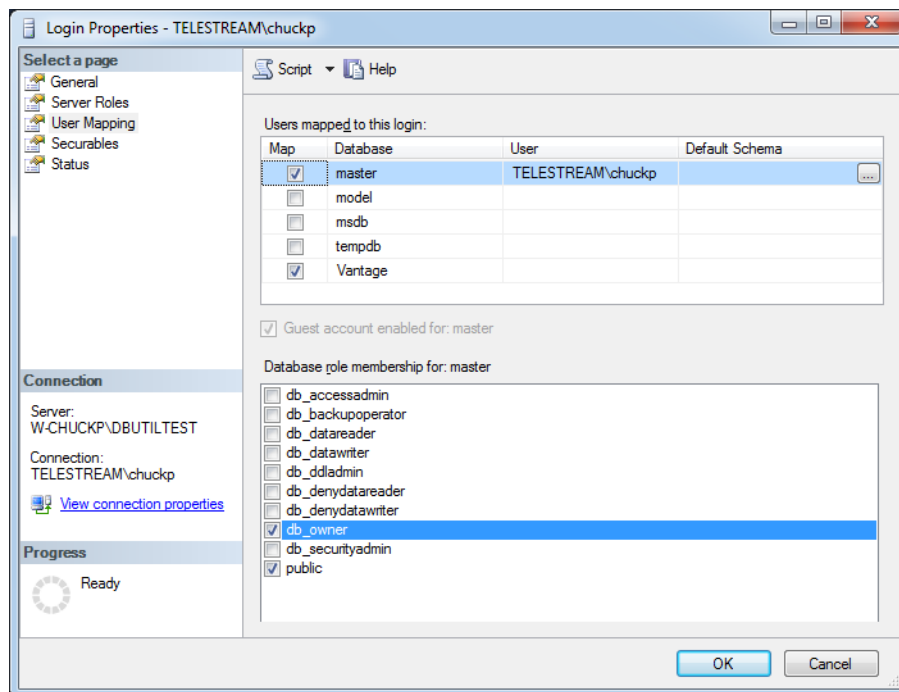 Login Properties - TELESTREAM\chuckp
Select a page
General
Server Roles
User Mapping
Securables
Status
Script
Help
Users mapped to this login:
Map Database User Default Schema
master TELESTREAM\chuckp ...
model
msdb
tempdb
Vantage
Guest account enabled for: master
Database role membership for: master
db_accessadmin
db_backupoperator
db_datareader
db_datawriter
db_ddladmin
db_denydatareader
db_denydatawriter
db_owner
db_securityadmin
public
Connection
Server:
W-CHUCKP\DBUTILTEST
Connection:
TELESTREAM\chuckp
View connection properties
Progress
Ready
OK Cancel